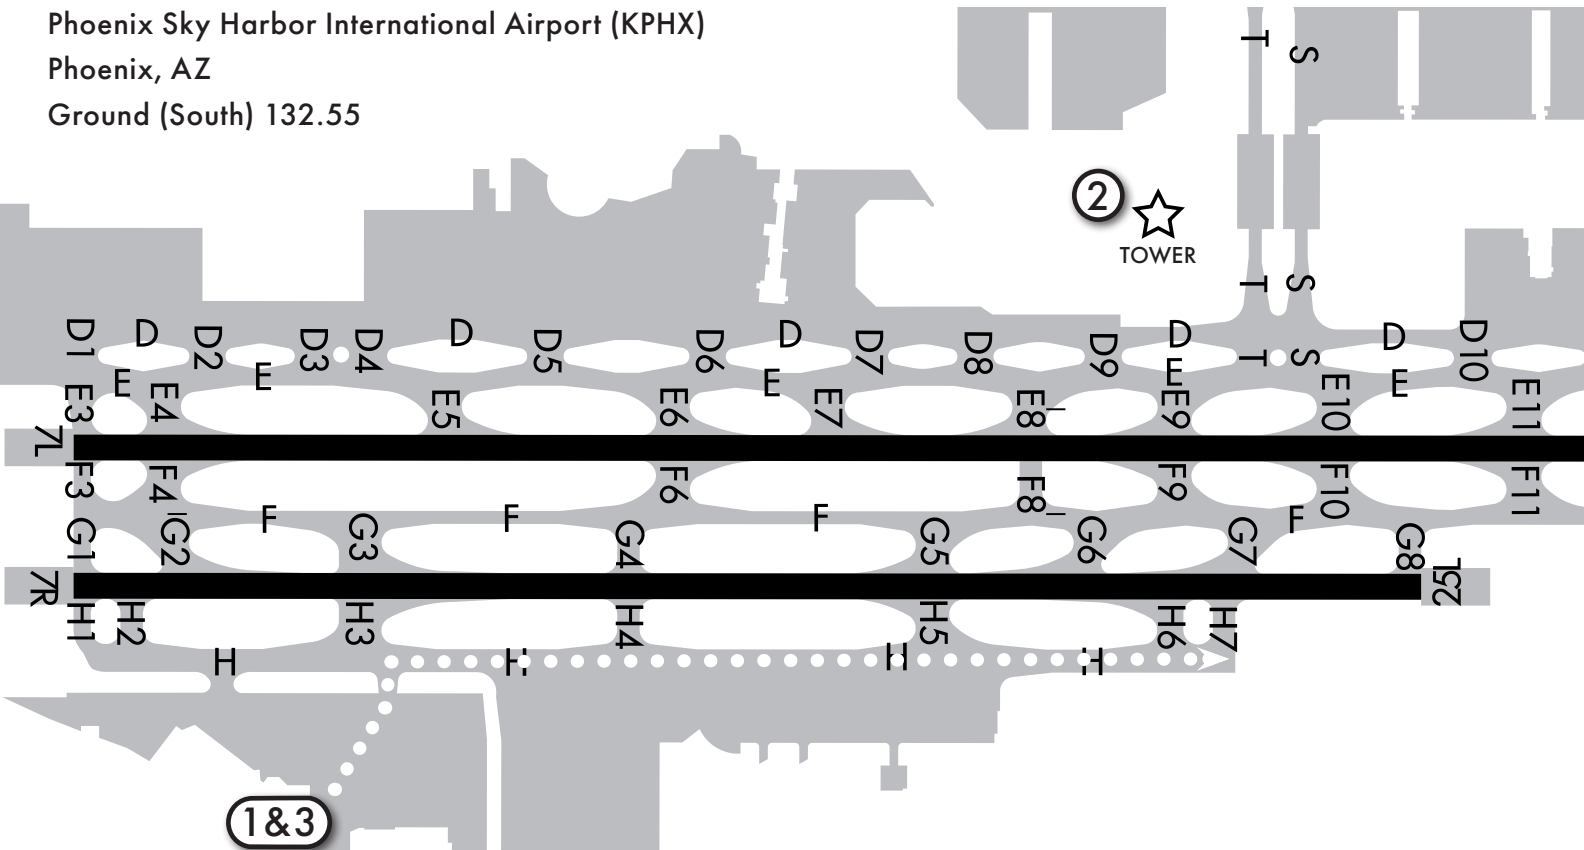 Phoenix Sky Harbor International Airport (KPHX)
Phoenix, AZ
Ground (South) 132.55
T S
2
TOWER
T S
D1 D D2 D3 D4 D D5 D6 D D7 D8 D9 D T S D D10
E E E E E
E3 E4 E5 E6 E7 E8 E9 E10 E11
7L
F3 F4 F6 F8 F9 F10 F11
F F F F
G1 G2 G3 G4 G5 G6 G7 G8
7R 25L
H1 H2 H3 H4 H5 H6 H7
H H H H
1&3